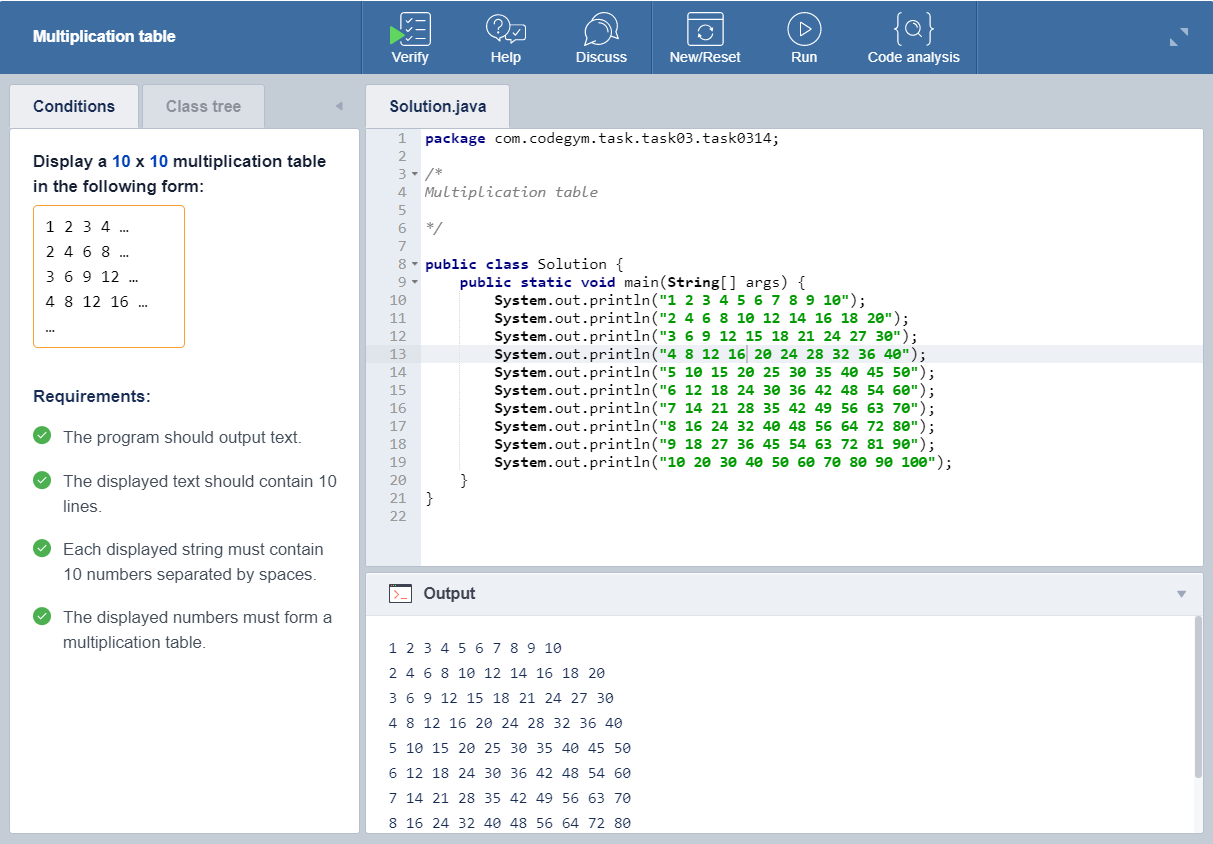 Multiplication table
Verify
Help
Discuss
New/Reset
Run
Code analysis
Conditions
Class tree
Display a 10 x 10 multiplication table
in the following form:
1 2 3 4 …
2 4 6 8 …
3 6 9 12 …
4 8 12 16 …
…
Requirements:
The program should output text.
The displayed text should contain 10
lines.
Each displayed string must contain
10 numbers separated by spaces.
The displayed numbers must form a
multiplication table.
Solution.java
1 package com.codegym.task.task03.task0314;
2
3 /*
4 Multiplication table
5
6 */
7
8 public class Solution {
9 public static void main(String[] args) {
10 System.out.println("1 2 3 4 5 6 7 8 9 10");
11 System.out.println("2 4 6 8 10 12 14 16 18 20");
12 System.out.println("3 6 9 12 15 18 21 24 27 30");
13 System.out.println("4 8 12 16 20 24 28 32 36 40");
14 System.out.println("5 10 15 20 25 30 35 40 45 50");
15 System.out.println("6 12 18 24 30 36 42 48 54 60");
16 System.out.println("7 14 21 28 35 42 49 56 63 70");
17 System.out.println("8 16 24 32 40 48 56 64 72 80");
18 System.out.println("9 18 27 36 45 54 63 72 81 90");
19 System.out.println("10 20 30 40 50 60 70 80 90 100");
20 }
21 }
22
Output
1 2 3 4 5 6 7 8 9 10
2 4 6 8 10 12 14 16 18 20
3 6 9 12 15 18 21 24 27 30
4 8 12 16 20 24 28 32 36 40
5 10 15 20 25 30 35 40 45 50
6 12 18 24 30 36 42 48 54 60
7 14 21 28 35 42 49 56 63 70
8 16 24 32 40 48 56 64 72 80